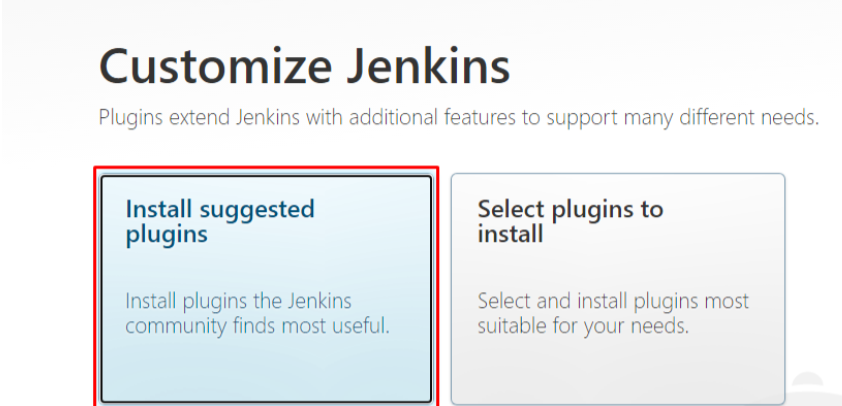 Customize Jenkins
Plugins extend Jenkins with additional features to support many different needs.
Install suggested
plugins
Install plugins the Jenkins
community finds most useful.
Select plugins to
install
Select and install plugins most
suitable for your needs.